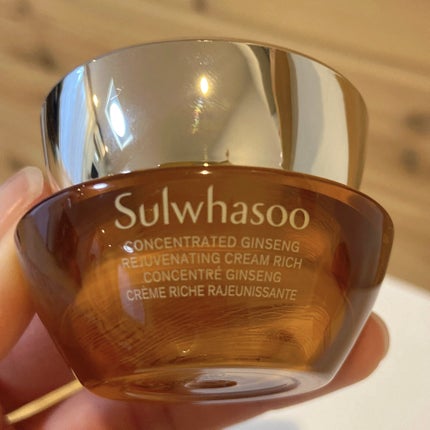 Sulwhasoo
CONCENTRATED GINSENG
REJUVENATING CREAM RICH
CONCENTRÉ GINSENG
CRÈME RICHE RAJEUNISSANTE